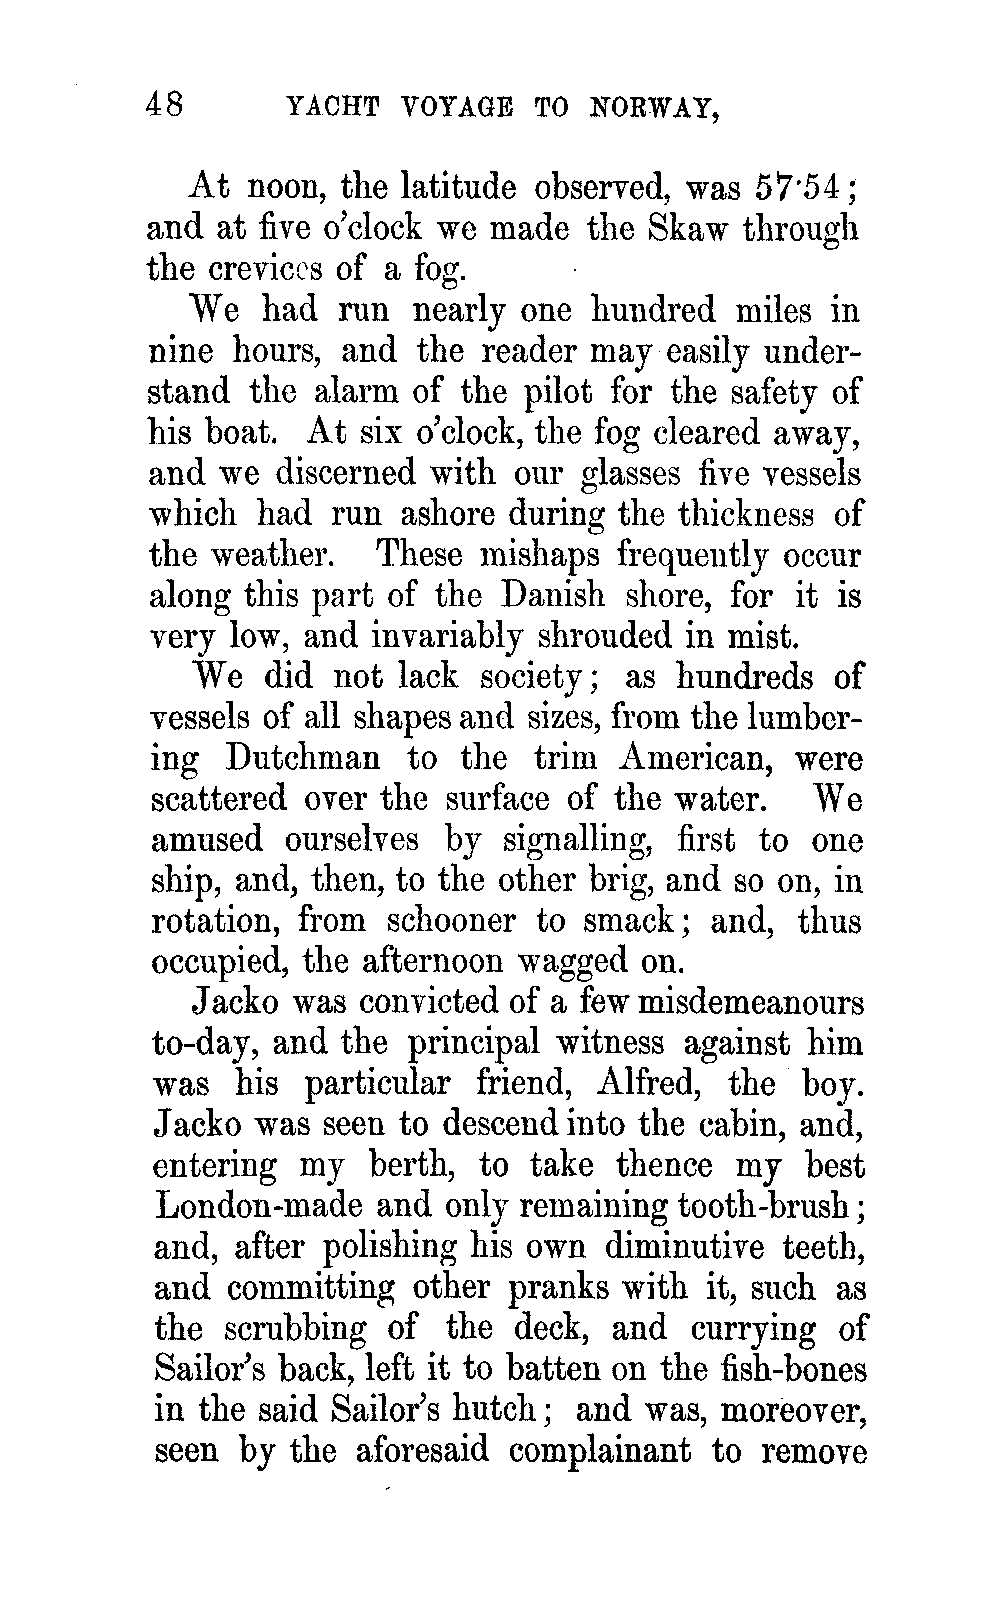 48 YACHT VOYAGE TO NORWAY,
At noon, the latitude observed, was 57·54;
and at five o'clock we made the Skaw through
the crevices of a fog.
We had run nearly one hundred miles in
nine hours, and the reader may easily under-
stand the alarm of the pilot for the safety of
his boat. At six o'clock, the fog cleared away,
and we discerned with our glasses five vessels
which had run ashore during the thickness of
the weather. These mishaps frequently occur
along this part of the Danish shore, for it is
very low, and invariably shrouded in mist.
We did not lack society; as hundreds of
vessels of all shapes and sizes, from the lumber-
ing Dutchman to the trim American, were
scattered over the surface of the water. We
amused ourselves by signalling, first to one
ship, and, then, to the other brig, and so on, in
rotation, from schooner to smack; and, thus
occupied, the afternoon wagged on.
Jacko was convicted of a few misdemeanours
to-day, and the principal witness against him
was his particular friend, Alfred, the boy.
Jacko was seen to descend into the cabin, and,
entering my berth, to take thence my best
London-made and only remaining tooth-brush;
and, after polishing his own diminutive teeth,
and committing other pranks with it, such as
the scrubbing of the deck, and currying of
Sailor's back, left it to batten on the fish-bones
in the said Sailor's hutch; and was, moreover,
seen by the aforesaid complainant to remove